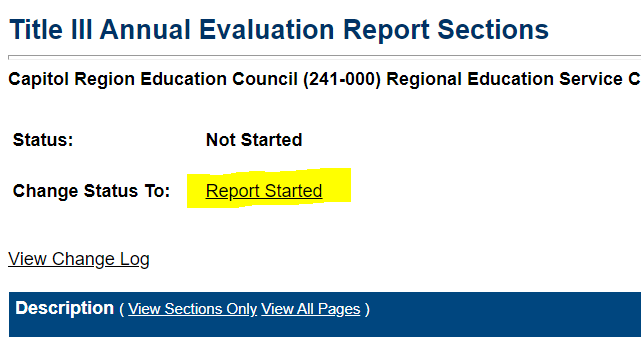 Title III Annual Evaluation Report Sections
Capitol Region Education Council (241-000) Regional Education Service C
Status: Not Started
Change Status To: Report Started
View Change Log
Description ( View Sections Only View All Pages )